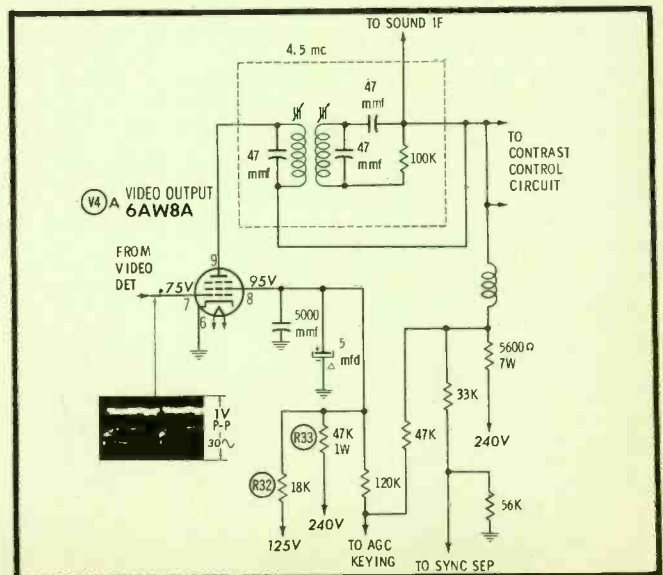 TO SOUND IF
4.5 mc
47
mmf
47
mmf
47
mmf
100K
TO
CONTRAST
CONTROL
CIRCUIT
V4 A VIDEO OUTPUT
6AW8A
FROM
VIDEO
DET
.75V
9
7
6
8
95V
5000
mmf
5
mfd
1V
P-P
30~
5600Ω
7W
33K
240V
47K
R33
47K
1W
R32
18K
120K
56K
240V
125V
TO AGC
KEYING
TO SYNC SEP